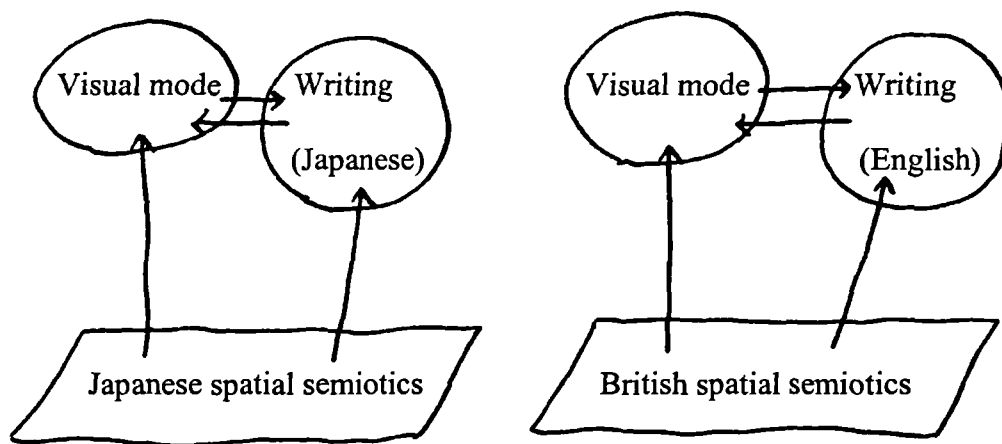 Visual mode
Writing
(Japanese)
Japanese spatial semiotics
Visual mode
Writing
(English)
British spatial semiotics